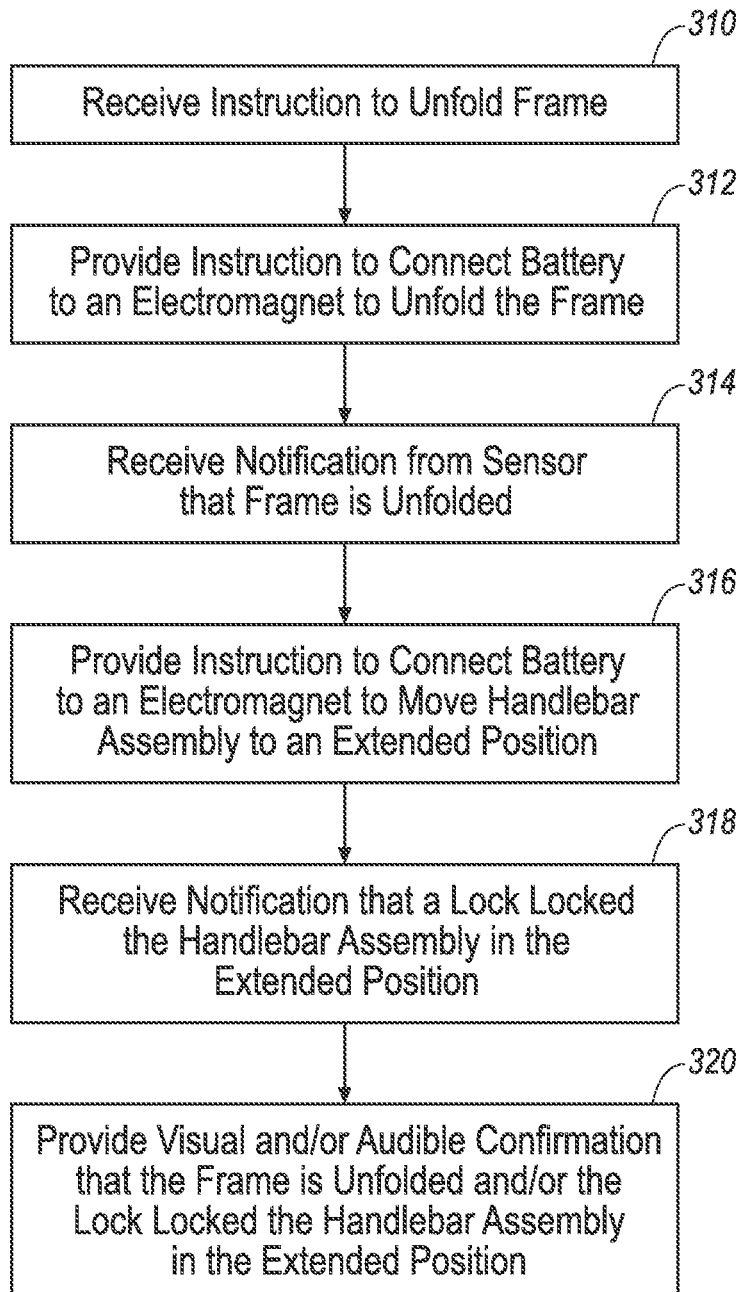 310
Receive Instruction to Unfold Frame
312
Provide Instruction to Connect Battery
to an Electromagnet to Unfold the Frame
314
Receive Notification from Sensor
that Frame is Unfolded
316
Provide Instruction to Connect Battery
to an Electromagnet to Move Handlebar
Assembly to an Extended Position
318
Receive Notification that a Lock Locked
the Handlebar Assembly in the
Extended Position
320
Provide Visual and/or Audible Confirmation
that the Frame is Unfolded and/or the
Lock Locked the Handlebar Assembly
in the Extended Position